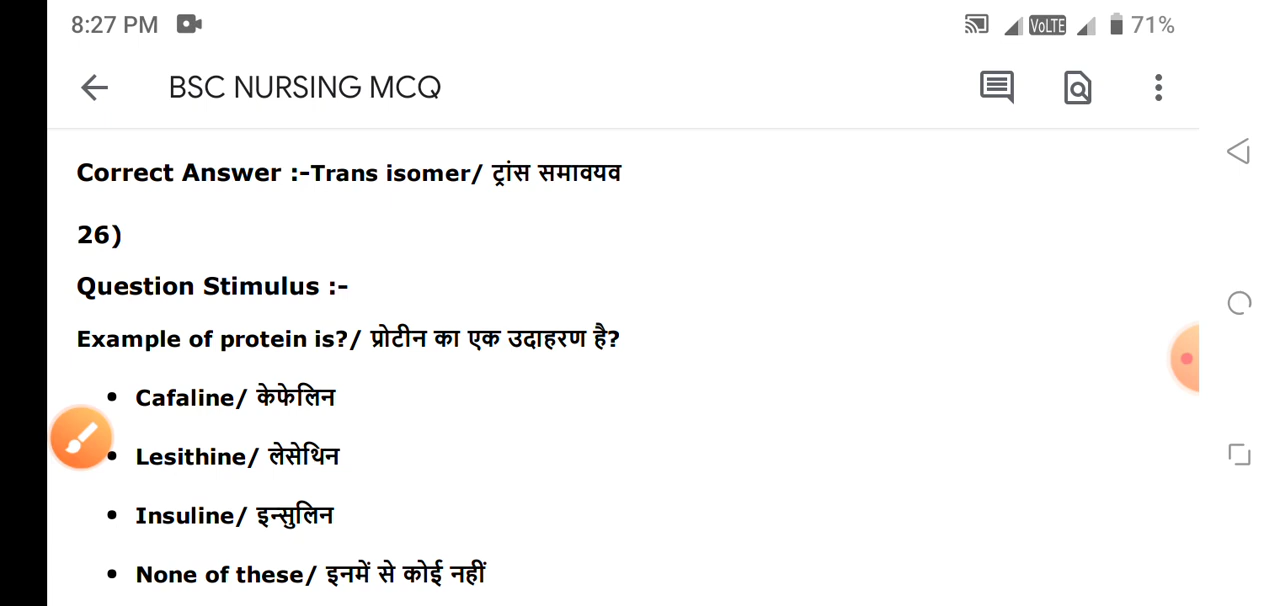 8:27 PM VoLTE 71%
BSC NURSING MCQ
Correct Answer :-Trans isomer/ ट्रांस समावयव
26)
Question Stimulus :-
Example of protein is?/ प्रोटीन का एक उदाहरण है?
Cafaline/ केफेलिन
Lesithine/ लेसेथिन
Insuline/ इन्सुलिन
None of these/ इनमें से कोई नहीं